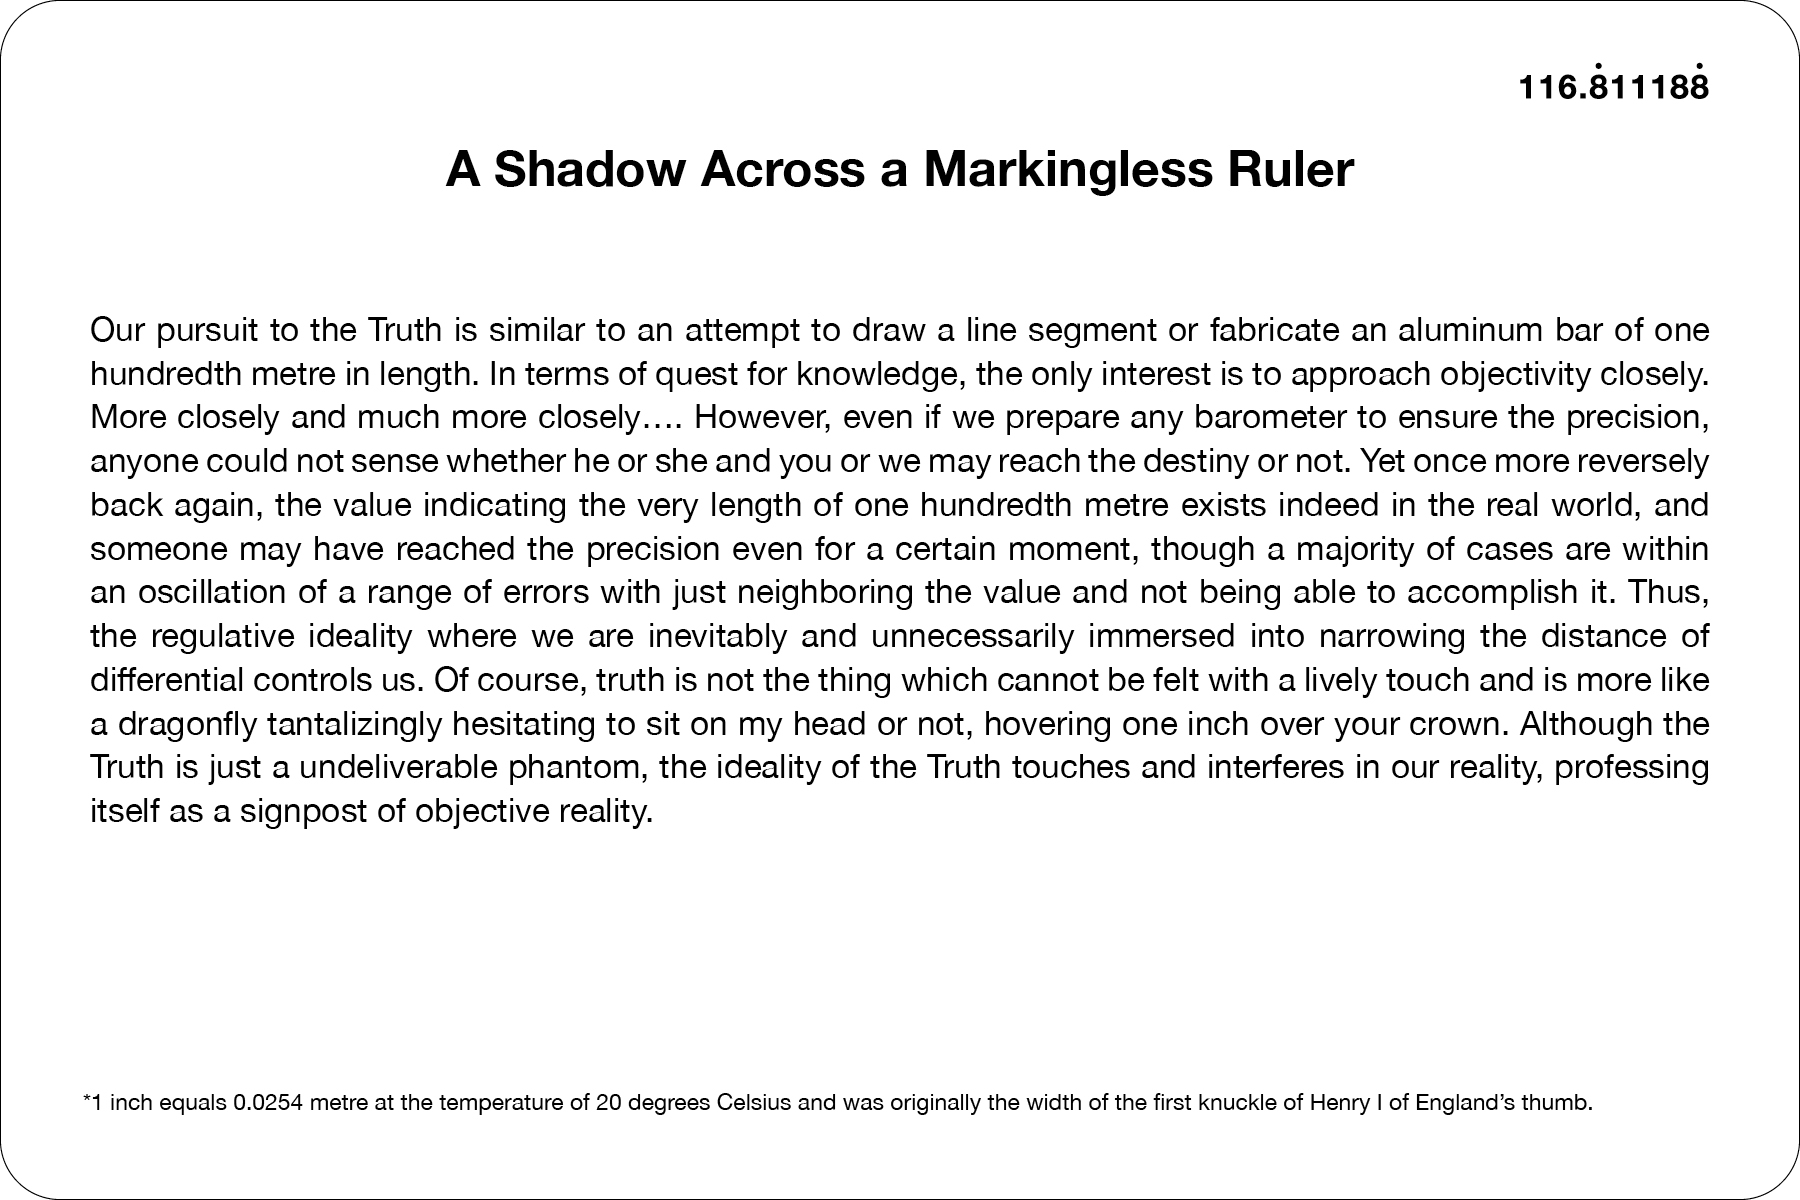 116.8̇11188̇
A Shadow Across a Markingless Ruler
Our pursuit to the Truth is similar to an attempt to draw a line segment or fabricate an aluminum bar of one
hundredth metre in length. In terms of quest for knowledge, the only interest is to approach objectivity closely.
More closely and much more closely…. However, even if we prepare any barometer to ensure the precision,
anyone could not sense whether he or she and you or we may reach the destiny or not. Yet once more reversely
back again, the value indicating the very length of one hundredth metre exists indeed in the real world, and
someone may have reached the precision even for a certain moment, though a majority of cases are within
an oscillation of a range of errors with just neighboring the value and not being able to accomplish it. Thus,
the regulative ideality where we are inevitably and unnecessarily immersed into narrowing the distance of
differential controls us. Of course, truth is not the thing which cannot be felt with a lively touch and is more like
a dragonfly tantalizingly hesitating to sit on my head or not, hovering one inch over your crown. Although the
Truth is just a undeliverable phantom, the ideality of the Truth touches and interferes in our reality, professing
itself as a signpost of objective reality.
*1 inch equals 0.0254 metre at the temperature of 20 degrees Celsius and was originally the width of the first knuckle of Henry I of England’s thumb.